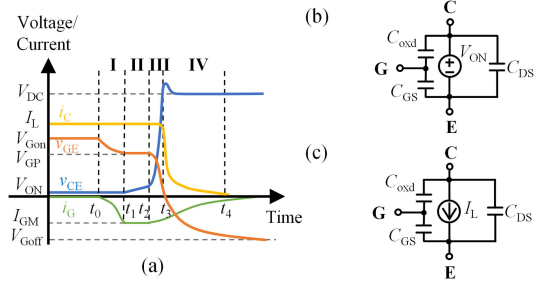 Voltage/
Current
I II III IV
V_DC
i_C
I_L
V_Gon
v_GE
V_GP
V_ON
v_CE
i_G
t_0 t_1 t_2 t_3 t_4
Time
I_GM
V_Goff
(a)
(b)
C
C_oxd
V_ON
G
C_DS
C_GS
E
(c)
C
C_oxd
G
I_L
C_DS
C_GS
E